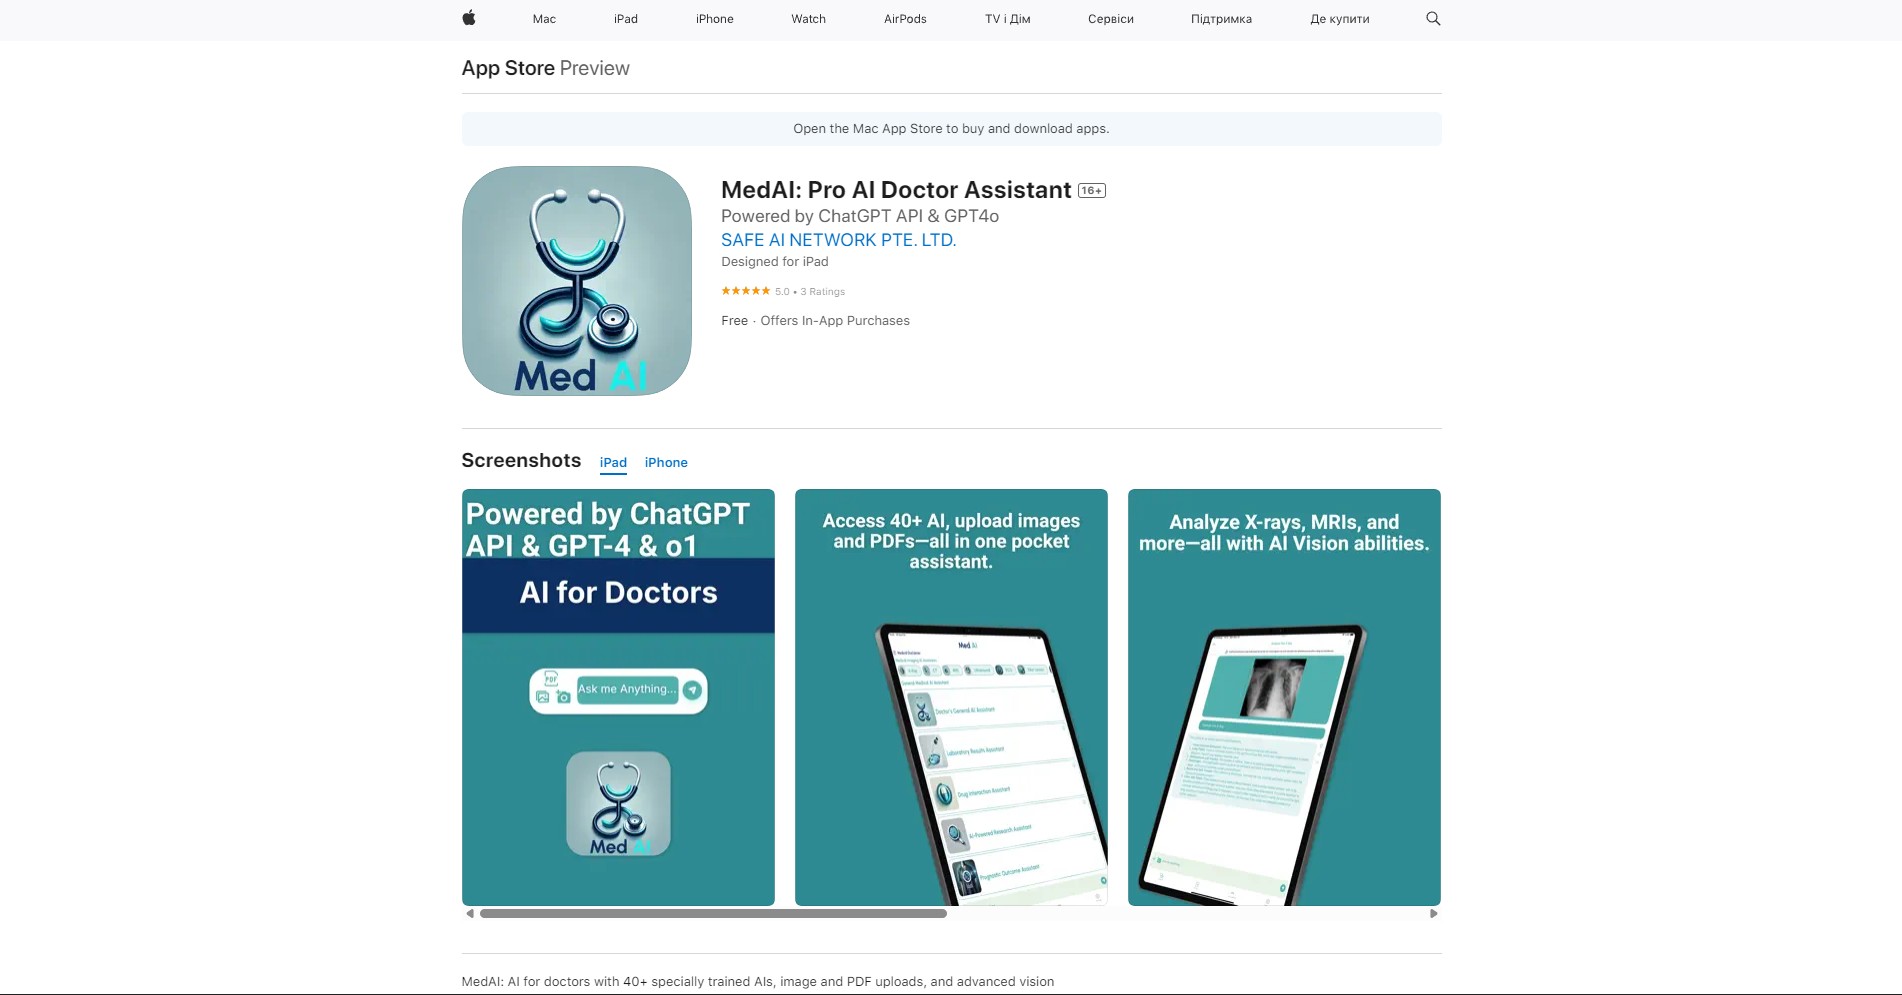 Mac
iPad
iPhone
Watch
AirPods
TV і Дім
Сервіси
Підтримка
Де купити
App Store Preview
Open the Mac App Store to buy and download apps.
Med AI
MedAI: Pro AI Doctor Assistant 16+
Powered by ChatGPT API & GPT4o
SAFE AI NETWORK PTE. LTD.
Designed for iPad
5.0 • 3 Ratings
Free · Offers In-App Purchases
Screenshots iPad iPhone
Powered by ChatGPT
API & GPT-4 & o1
AI for Doctors
PDF
Ask me Anything...
Med AI
Access 40+ AI, upload images
and PDFs—all in one pocket
assistant.
Med AI
General Medical AI Assistant
Doctor's General AI Assistant
Laboratory Results Assistant
Drug Interaction Assistant
AI-Powered Research Assistant
Prognostic Outcome Assistant
Analyze X-rays, MRIs, and
more—all with AI Vision abilities.
MedAI: AI for doctors with 40+ specially trained AIs, image and PDF uploads, and advanced vision